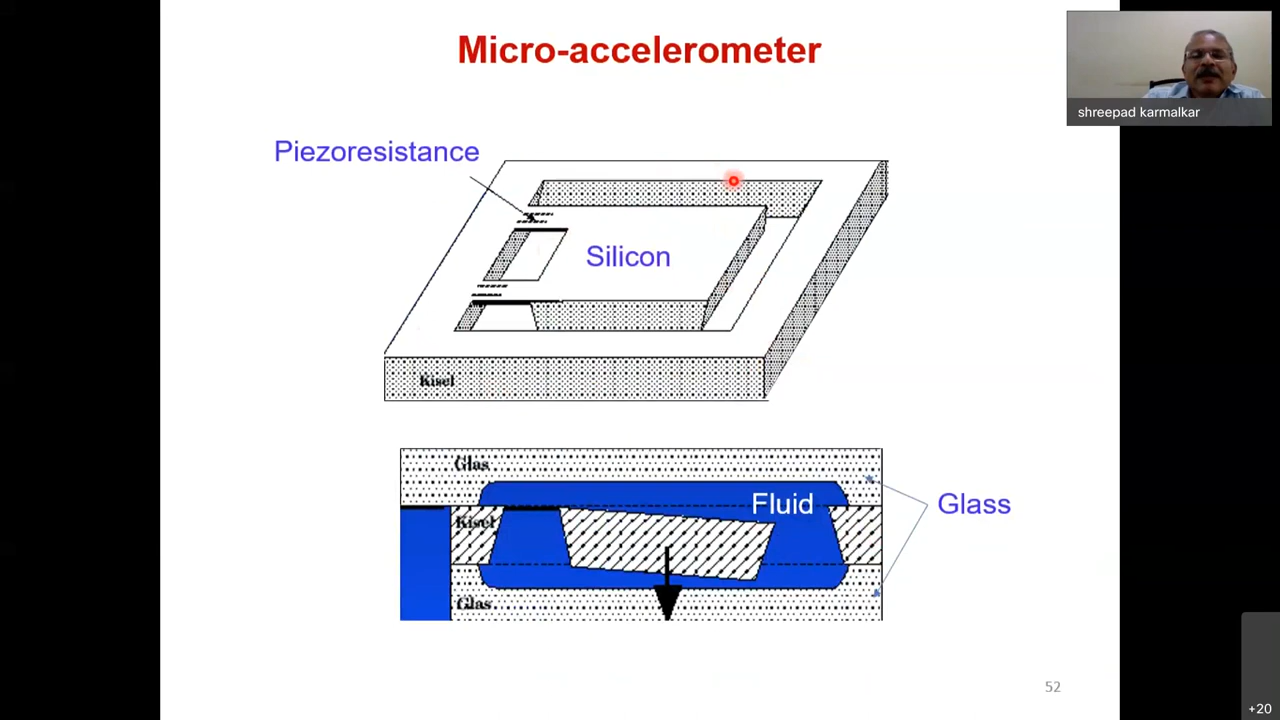 Micro-accelerometer
shreepad karmalkar
Piezoresistance
Silicon
Kisel
Glas
Fluid
Kisel
Glass
Glas
52
+20